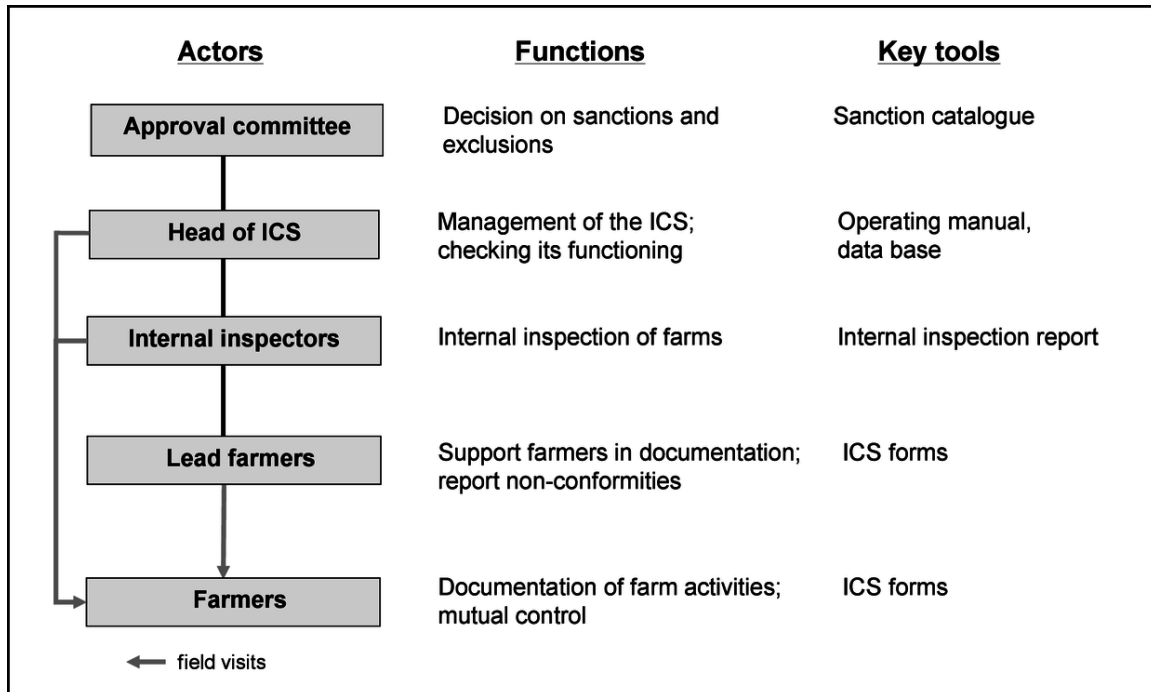 Actors Functions Key tools
Approval committee
Decision on sanctions and
exclusions
Sanction catalogue
Head of ICS
Management of the ICS;
checking its functioning
Operating manual,
data base
Internal inspectors
Internal inspection of farms
Internal inspection report
Lead farmers
Support farmers in documentation;
report non-conformities
ICS forms
Farmers
Documentation of farm activities;
mutual control
ICS forms
field visits